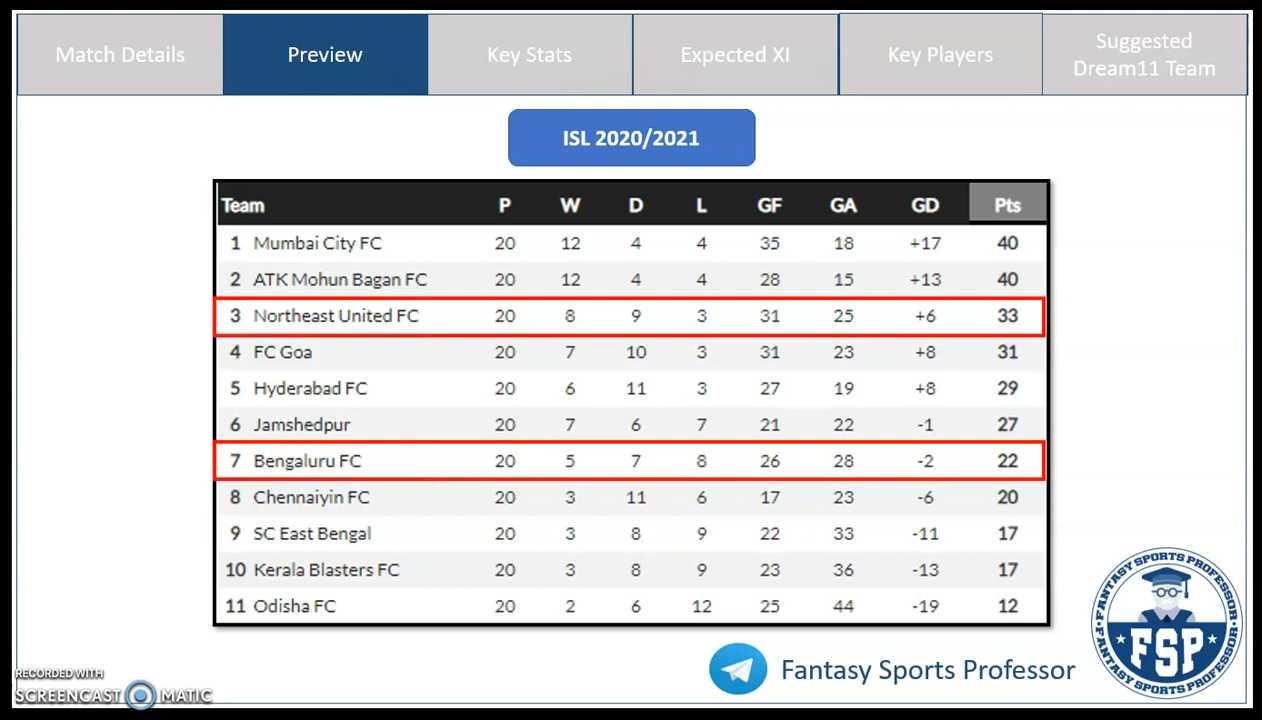 Match Details Preview Key Stats Expected XI Key Players Suggested Dream11 Team
ISL 2020/2021
Team P W D L GF GA GD Pts
1 Mumbai City FC 20 12 4 4 35 18 +17 40
2 ATK Mohun Bagan FC 20 12 4 4 28 15 +13 40
3 Northeast United FC 20 8 9 3 31 25 +6 33
4 FC Goa 20 7 10 3 31 23 +8 31
5 Hyderabad FC 20 6 11 3 27 19 +8 29
6 Jamshedpur 20 7 6 7 21 22 -1 27
7 Bengaluru FC 20 5 7 8 26 28 -2 22
8 Chennaiyin FC 20 3 11 6 17 23 -6 20
9 SC East Bengal 20 3 8 9 22 33 -11 17
10 Kerala Blasters FC 20 3 8 9 23 36 -13 17
11 Odisha FC 20 2 6 12 25 44 -19 12
Fantasy Sports Professor
FANTASY SPORTS PROFESSOR
FSP
FANTASY SPORTS PROFESSOR
RECORDED WITH
SCREENCAST MATIC